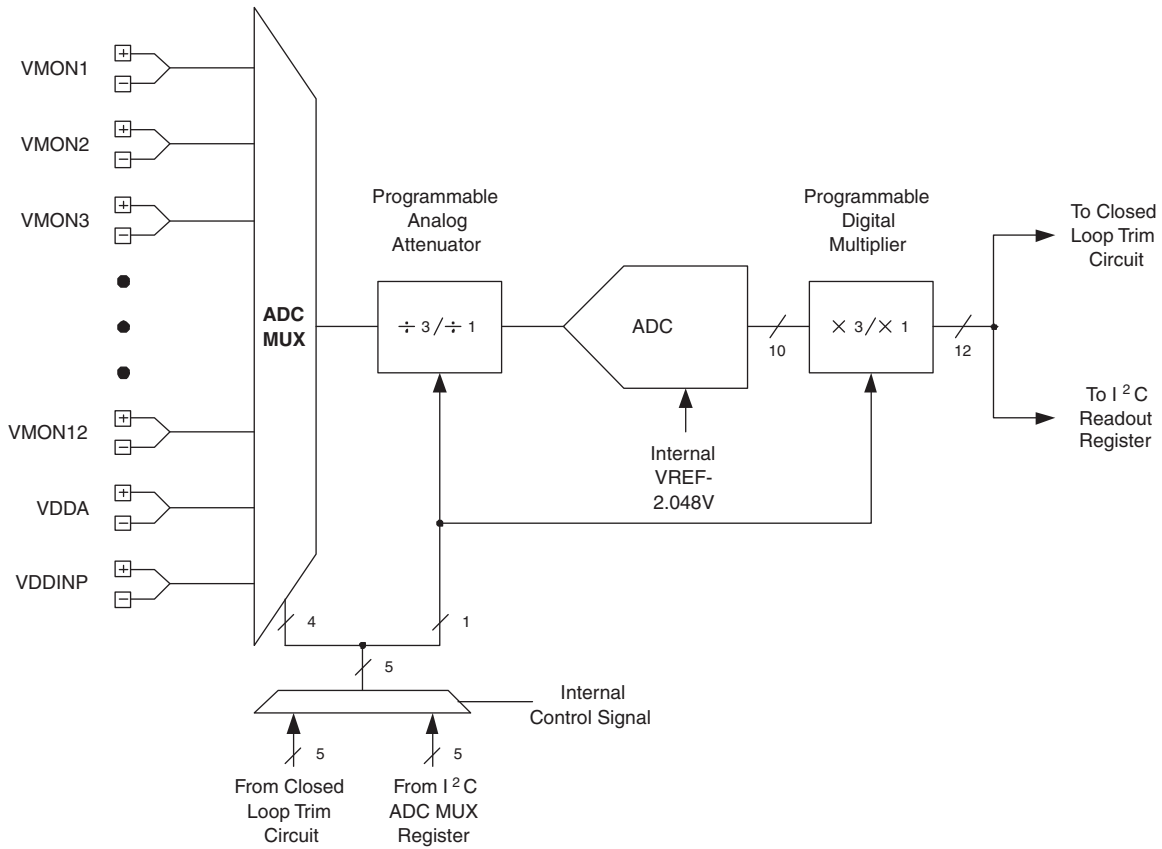 VMON1
+
−
VMON2
+
−
VMON3
+
−
VMON12
+
−
VDDA
+
−
VDDINP
+
−
ADC
MUX
Programmable
Analog
Attenuator
÷ 3 / ÷ 1
ADC
Internal
VREF-
2.048V
10
Programmable
Digital
Multiplier
× 3 / × 1
12
To Closed
Loop Trim
Circuit
To I 2 C
Readout
Register
4
1
5
Internal
Control Signal
5
From Closed
Loop Trim
Circuit
5
From I 2 C
ADC MUX
Register